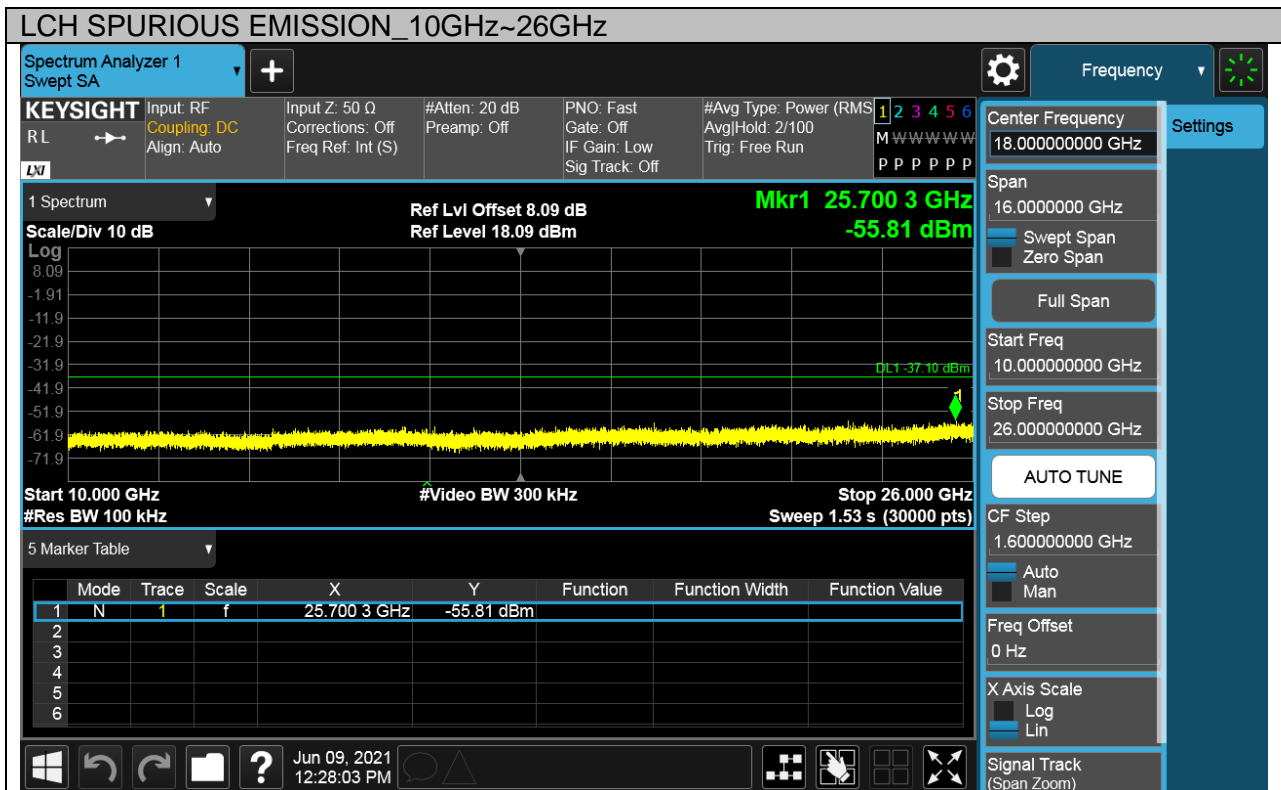 LCH SPURIOUS EMISSION_10GHz~26GHz
Spectrum Analyzer 1
Swept SA
Frequency
KEYSIGHT
RL
LXI
Input: RF
Coupling: DC
Align: Auto
Input Z: 50 Ω
Corrections: Off
Freq Ref: Int (S)
#Atten: 20 dB
Preamp: Off
PNO: Fast
Gate: Off
IF Gain: Low
Sig Track: Off
#Avg Type: Power (RMS
Avg|Hold: 2/100
Trig: Free Run
1 2 3 4 5 6
M W W W W W
P P P P P P
1 Spectrum
Scale/Div 10 dB
Ref Lvl Offset 8.09 dB
Ref Level 18.09 dBm
Mkr1 25.700 3 GHz
-55.81 dBm
Log
8.09
-1.91
-11.9
-21.9
-31.9
-41.9
-51.9
-61.9
-71.9
DL1 -37.10 dBm
1
Start 10.000 GHz
#Res BW 100 kHz
#Video BW 300 kHz
Stop 26.000 GHz
Sweep 1.53 s (30000 pts)
5 Marker Table
Mode Trace Scale X Y Function Function Width Function Value
1 N 1 f 25.700 3 GHz -55.81 dBm
2
3
4
5
6
Jun 09, 2021
12:28:03 PM
Center Frequency
18.000000000 GHz
Settings
Span
16.0000000 GHz
Swept Span
Zero Span
Full Span
Start Freq
10.000000000 GHz
Stop Freq
26.000000000 GHz
AUTO TUNE
CF Step
1.600000000 GHz
Auto
Man
Freq Offset
0 Hz
X Axis Scale
Log
Lin
Signal Track
(Span Zoom)